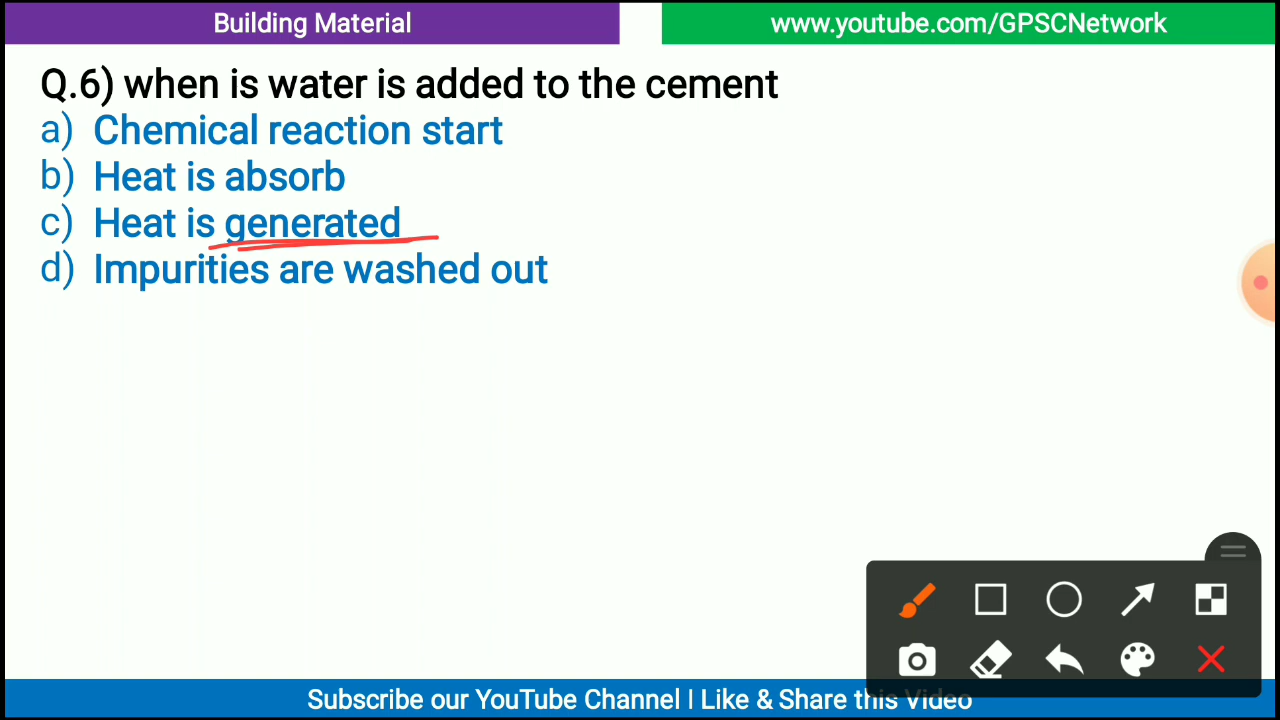 Building Material
www.youtube.com/GPSCNetwork
Q.6) when is water is added to the cement
a) Chemical reaction start
b) Heat is absorb
c) Heat is generated
d) Impurities are washed out
Subscribe our YouTube Channel I Like & Share this Video